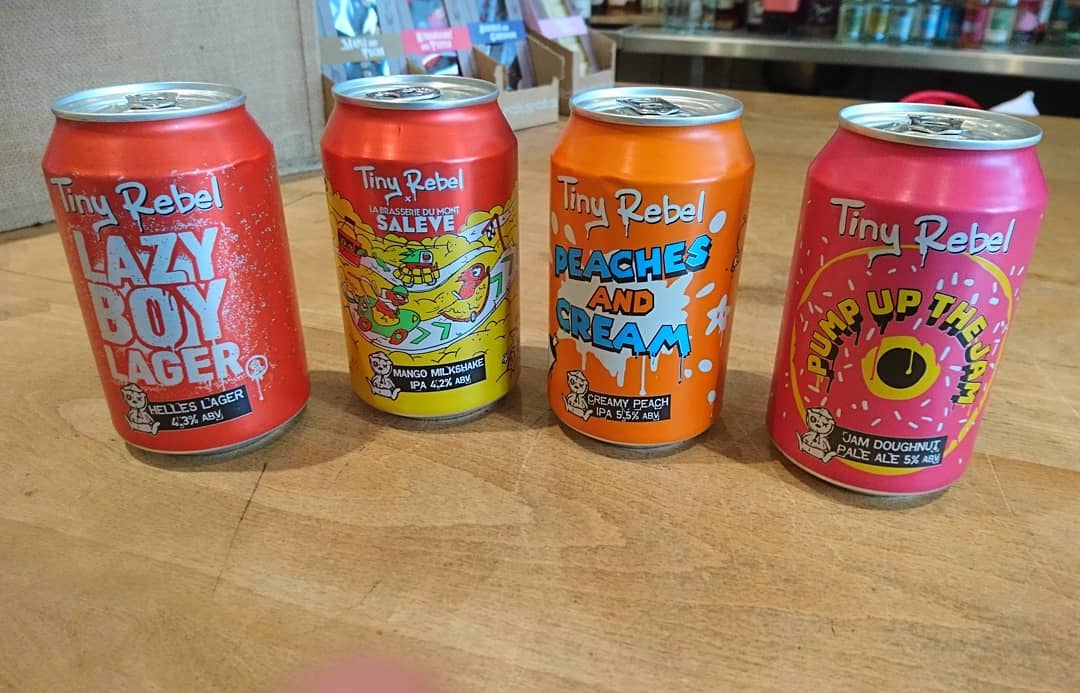 Tiny Rebel
LAZY
BOY
LAGER
HELLES LAGER
4.3% ABV
Tiny Rebel
LA BRASSERIE DU MONT
SALÈVE
MANGO MILKSHAKE
IPA 4.2% ABV
Tiny Rebel
PEACHES
AND
CREAM
CREAMY PEACH
IPA 5.5% ABV
Tiny Rebel
PUMP UP THE JAM
JAM DOUGHNUT
PALE ALE 5% ABV